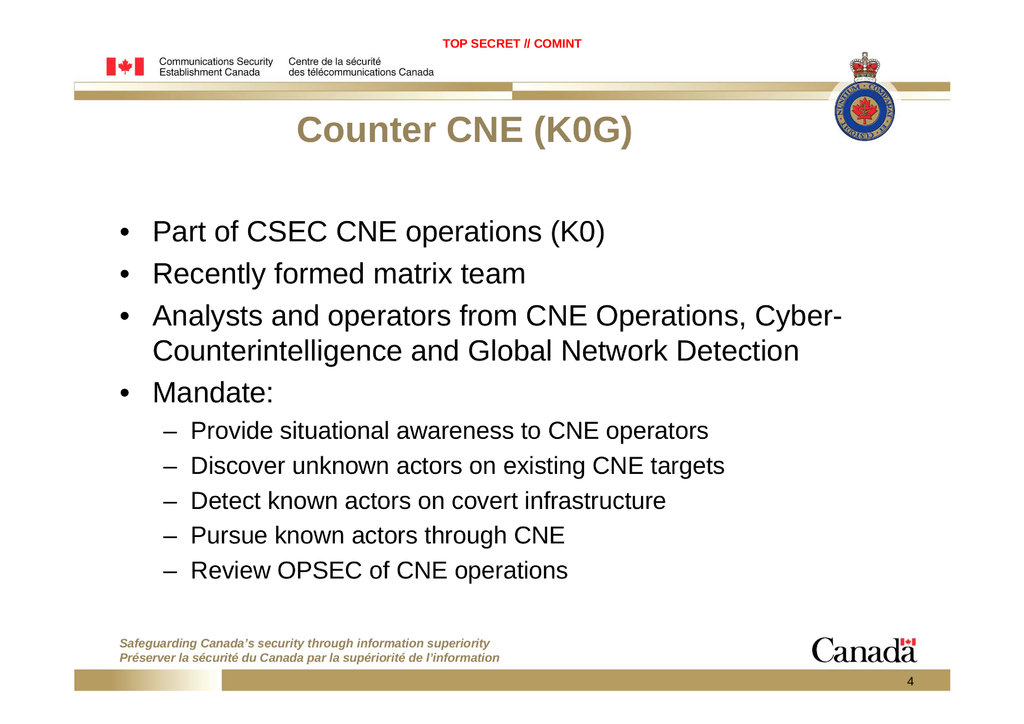 TOP SECRET // COMINT
Communications Security
Establishment Canada
Centre de la sécurité
des télécommunications Canada
Counter CNE (K0G)
• Part of CSEC CNE operations (K0)
• Recently formed matrix team
• Analysts and operators from CNE Operations, Cyber-
Counterintelligence and Global Network Detection
• Mandate:
– Provide situational awareness to CNE operators
– Discover unknown actors on existing CNE targets
– Detect known actors on covert infrastructure
– Pursue known actors through CNE
– Review OPSEC of CNE operations
Safeguarding Canada's security through information superiority
Préserver la sécurité du Canada par la supériorité de l'information
Canada
4